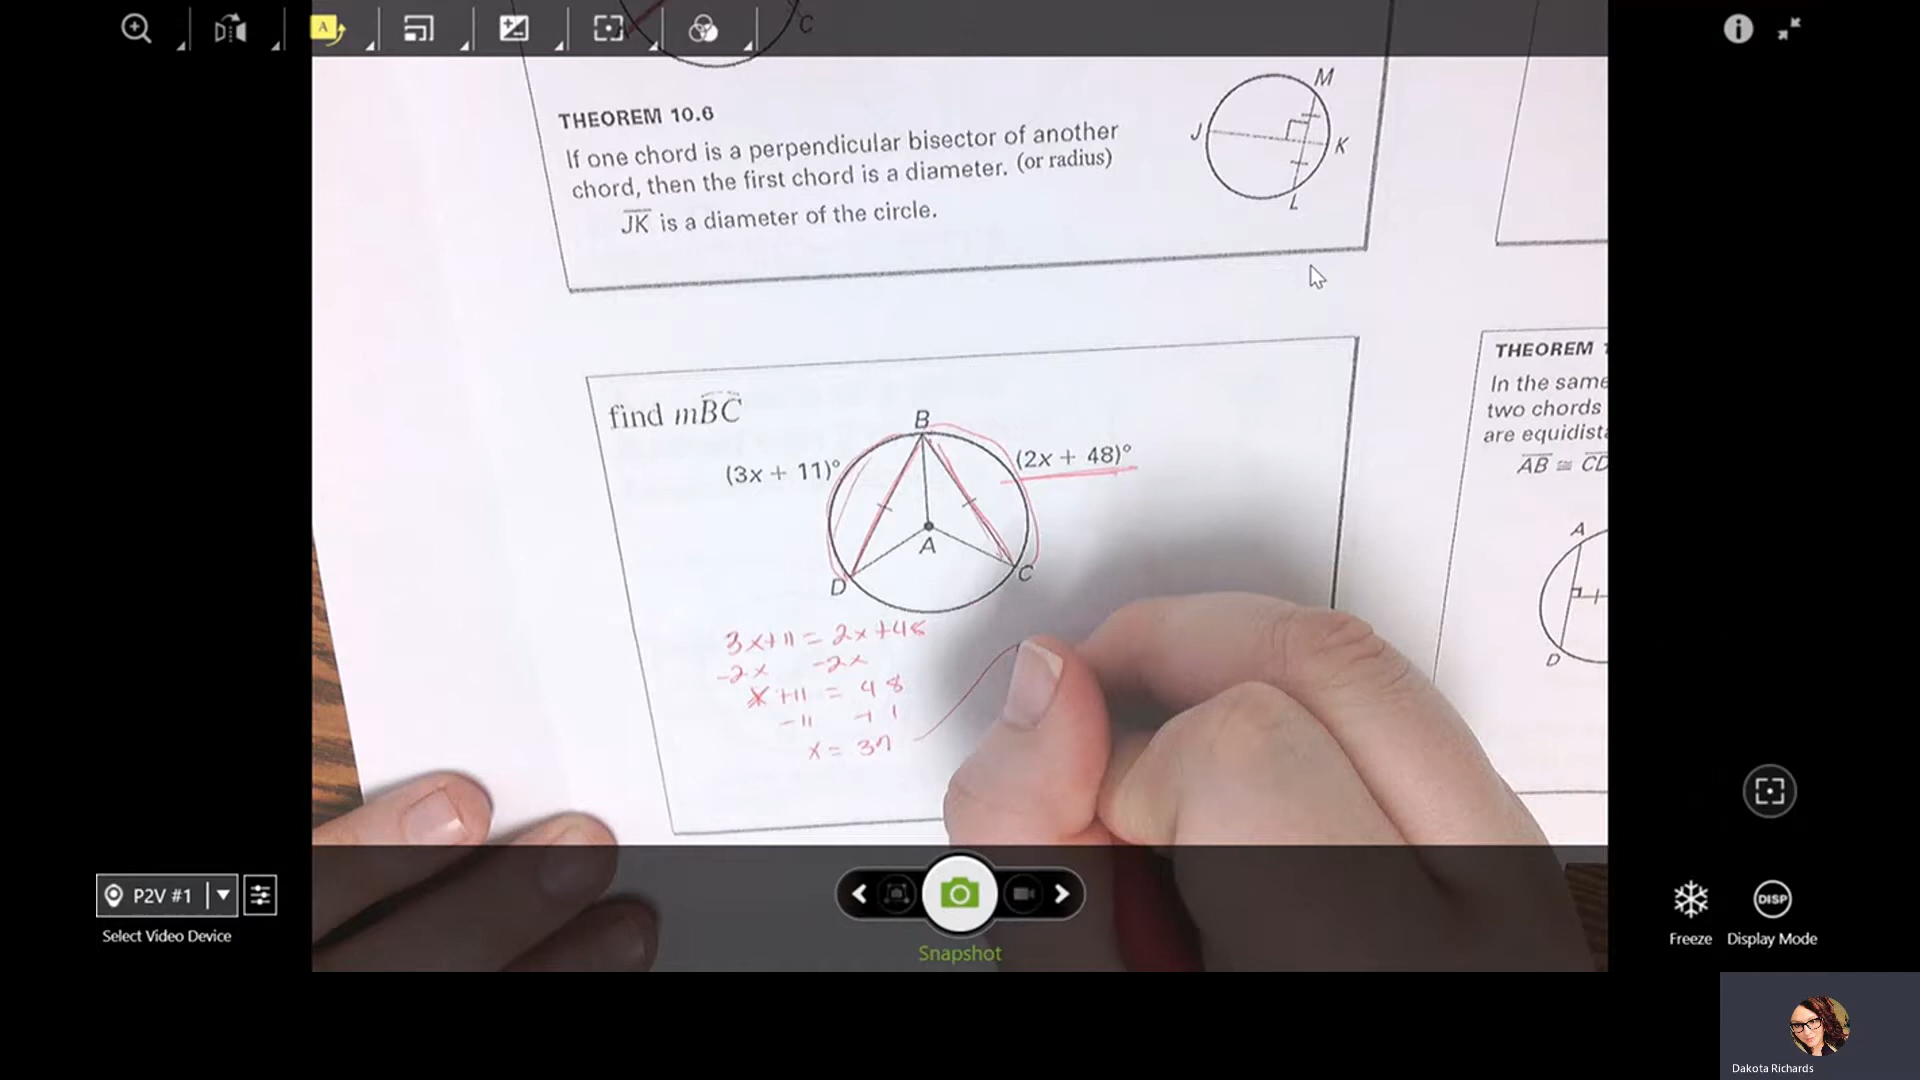 C
THEOREM 10.6
If one chord is a perpendicular bisector of another
chord, then the first chord is a diameter. (or radius)
JK is a diameter of the circle.
M
J
K
L
find mBC
B
(3x + 11)°
(2x + 48)°
A
D
C
3x+11 = 2x+48
-2x -2x
x +11 = 48
-11 -11
x = 37
THEOREM
In the same
two chords
are equidist
AB ≅ CD
A
D
P2V #1
Select Video Device
Snapshot
Freeze
DISP
Display Mode
Dakota Richards